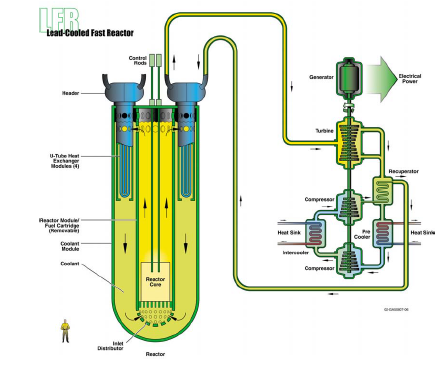 LFR
Lead-Cooled Fast Reactor
Control
Rods
Header
U-Tube Heat
Exchanger
Modules (4)
Reactor Module/
Fuel Cartridge
(Removable)
Coolant
Module
Coolant
Reactor
Core
Inlet
Distributor
Reactor
Generator
Electrical
Power
Turbine
Recuperator
Compressor
Heat Sink
Pre
Cooler
Heat Sink
Intercooler
Compressor